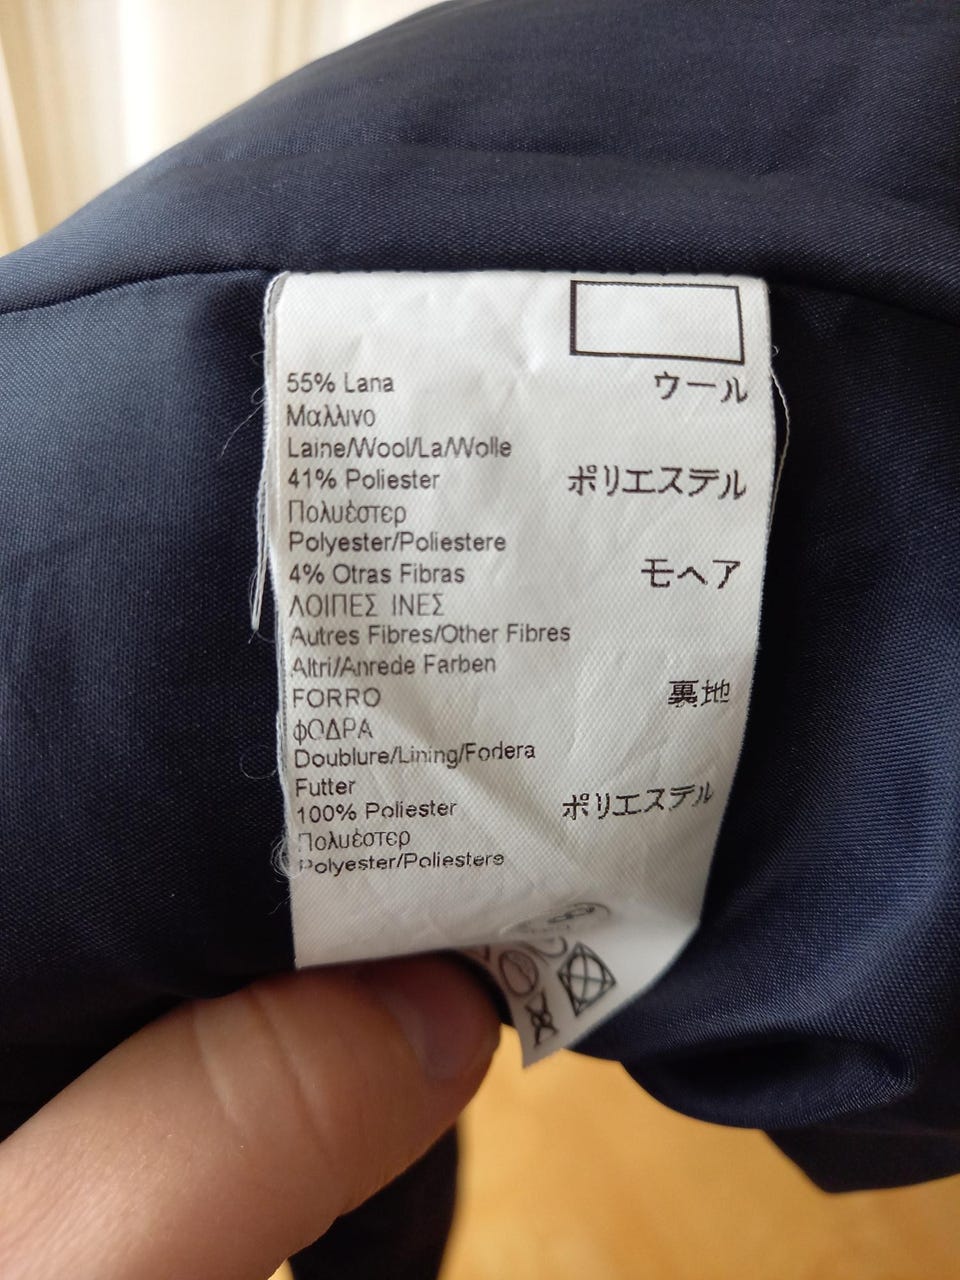 55% Lana ウール
Μαλλινο
Laine/Wool/La/Wolle
41% Poliester ポリエステル
Πολυέστερ
Polyester/Poliestere
4% Otras Fibras モヘア
ΛΟΙΠΕΣ ΙΝΕΣ
Autres Fibres/Other Fibres
Altri/Anrede Farben
FORRO 裏地
φΟΔΡΑ
Doublure/Lining/Fodera
Futter
100% Poliester ポリエステル
Πολυέστερ
Polyester/Poliestere